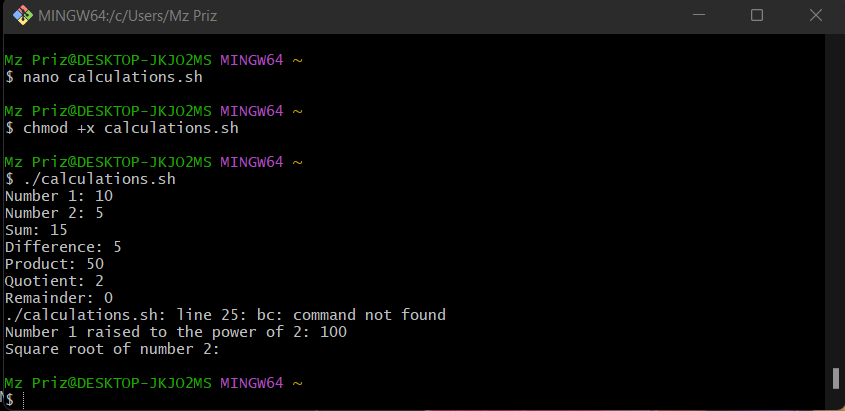 MINGW64:/c/Users/Mz Priz
Mz Priz@DESKTOP-JKJO2MS MINGW64 ~
$ nano calculations.sh
Mz Priz@DESKTOP-JKJO2MS MINGW64 ~
$ chmod +x calculations.sh
Mz Priz@DESKTOP-JKJO2MS MINGW64 ~
$ ./calculations.sh
Number 1: 10
Number 2: 5
Sum: 15
Difference: 5
Product: 50
Quotient: 2
Remainder: 0
./calculations.sh: line 25: bc: command not found
Number 1 raised to the power of 2: 100
Square root of number 2:
Mz Priz@DESKTOP-JKJO2MS MINGW64 ~
$